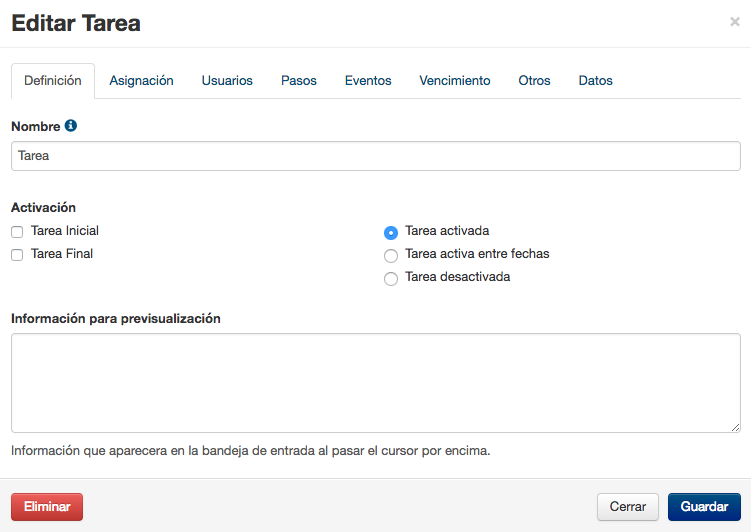 Editar Tarea ×
Definición Asignación Usuarios Pasos Eventos Vencimiento Otros Datos
Nombre
Tarea
Activación
Tarea Inicial Tarea activada
Tarea Final Tarea activa entre fechas
Tarea desactivada
Información para previsualización
Información que aparecera en la bandeja de entrada al pasar el cursor por encima.
Eliminar Cerrar Guardar